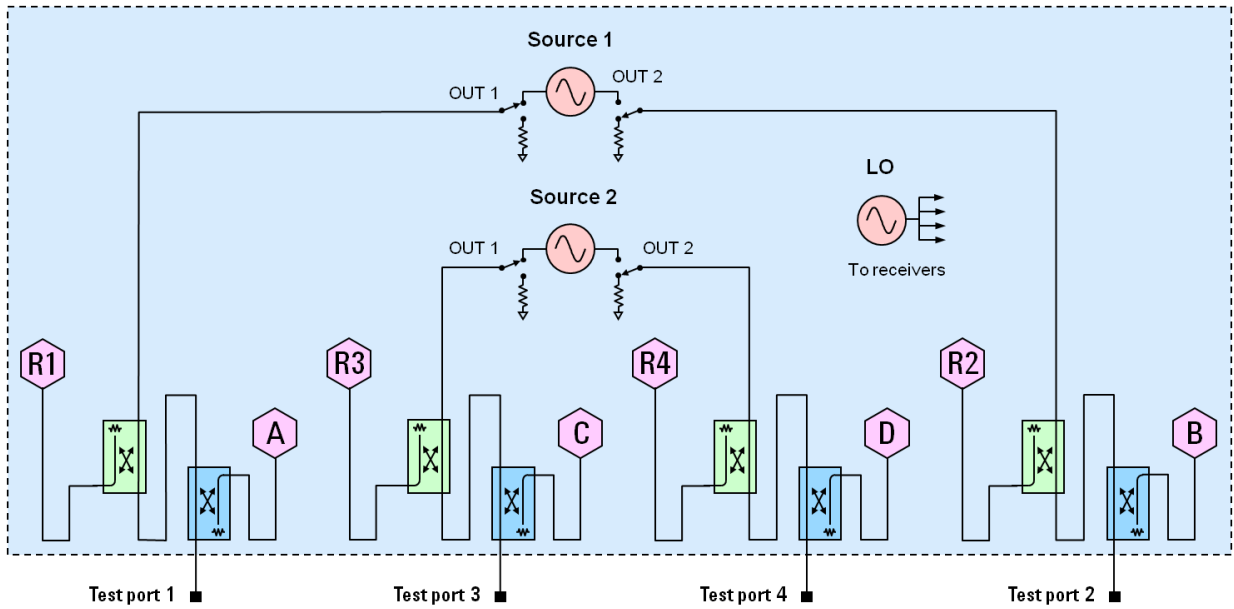 Source 1
OUT 1
OUT 2
Source 2
OUT 1
OUT 2
LO
To receivers
R1
R3
R4
R2
A
C
D
B
Test port 1
Test port 3
Test port 4
Test port 2